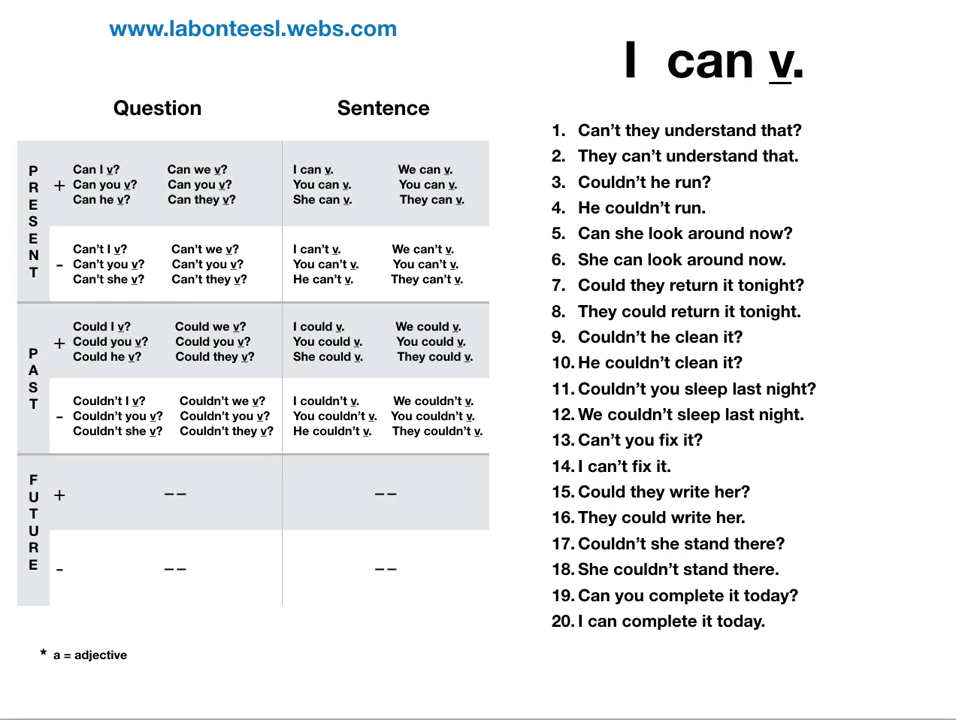 www.labonteesl.webs.com
I can v.
Question Sentence
PRESENT
+ Can I v? Can we v? I can v. We can v.
Can you v? Can you v? You can v. You can v.
Can he v? Can they v? She can v. They can v.
- Can't I v? Can't we v? I can't v. We can't v.
Can't you v? Can't you v? You can't v. You can't v.
Can't she v? Can't they v? He can't v. They can't v.
PAST
+ Could I v? Could we v? I could v. We could v.
Could you v? Could you v? You could v. You could v.
Could he v? Could they v? She could v. They could v.
- Couldn't I v? Couldn't we v? I couldn't v. We couldn't v.
Couldn't you v? Couldn't you v? You couldn't v. You couldn't v.
Couldn't she v? Couldn't they v? He couldn't v. They couldn't v.
FUTURE
+ –– ––
- –– ––
* a = adjective
1. Can't they understand that?
2. They can't understand that.
3. Couldn't he run?
4. He couldn't run.
5. Can she look around now?
6. She can look around now.
7. Could they return it tonight?
8. They could return it tonight.
9. Couldn't he clean it?
10. He couldn't clean it?
11. Couldn't you sleep last night?
12. We couldn't sleep last night.
13. Can't you fix it?
14. I can't fix it.
15. Could they write her?
16. They could write her.
17. Couldn't she stand there?
18. She couldn't stand there.
19. Can you complete it today?
20. I can complete it today.